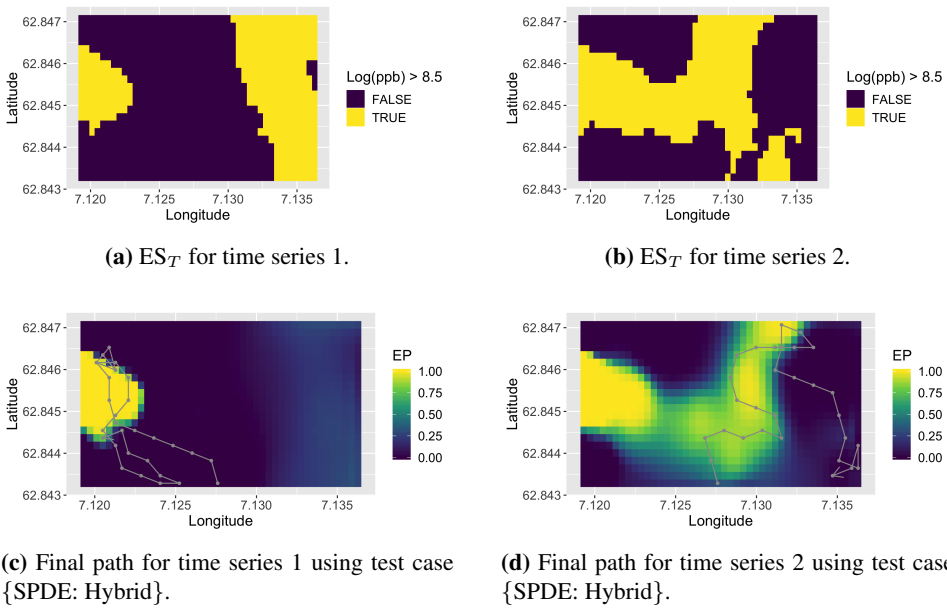 62.847
62.846
62.845
62.844
62.843
Latitude
7.120 7.125 7.130 7.135
Longitude
Log(ppb) > 8.5
FALSE
TRUE
(a) ES_T for time series 1.
62.847
62.846
62.845
62.844
62.843
Latitude
7.120 7.125 7.130 7.135
Longitude
Log(ppb) > 8.5
FALSE
TRUE
(b) ES_T for time series 2.
62.847
62.846
62.845
62.844
62.843
Latitude
7.120 7.125 7.130 7.135
Longitude
EP
1.00
0.75
0.50
0.25
0.00
(c) Final path for time series 1 using test case
{SPDE: Hybrid}.
62.847
62.846
62.845
62.844
62.843
Latitude
7.120 7.125 7.130 7.135
Longitude
EP
1.00
0.75
0.50
0.25
0.00
(d) Final path for time series 2 using test case
{SPDE: Hybrid}.